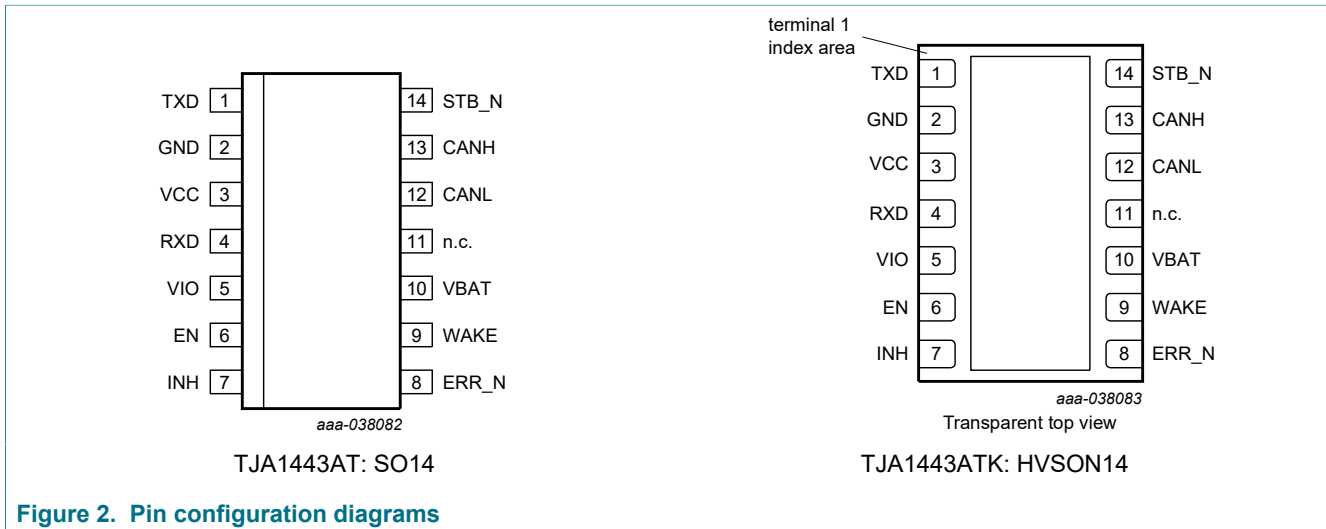 TXD 1 14 STB_N
GND 2 13 CANH
VCC 3 12 CANL
RXD 4 11 n.c.
VIO 5 10 VBAT
EN 6 9 WAKE
INH 7 8 ERR_N
aaa-038082
TJA1443AT: SO14
terminal 1
index area
TXD 1 14 STB_N
GND 2 13 CANH
VCC 3 12 CANL
RXD 4 11 n.c.
VIO 5 10 VBAT
EN 6 9 WAKE
INH 7 8 ERR_N
aaa-038083
Transparent top view
TJA1443ATK: HVSON14
Figure 2. Pin configuration diagrams